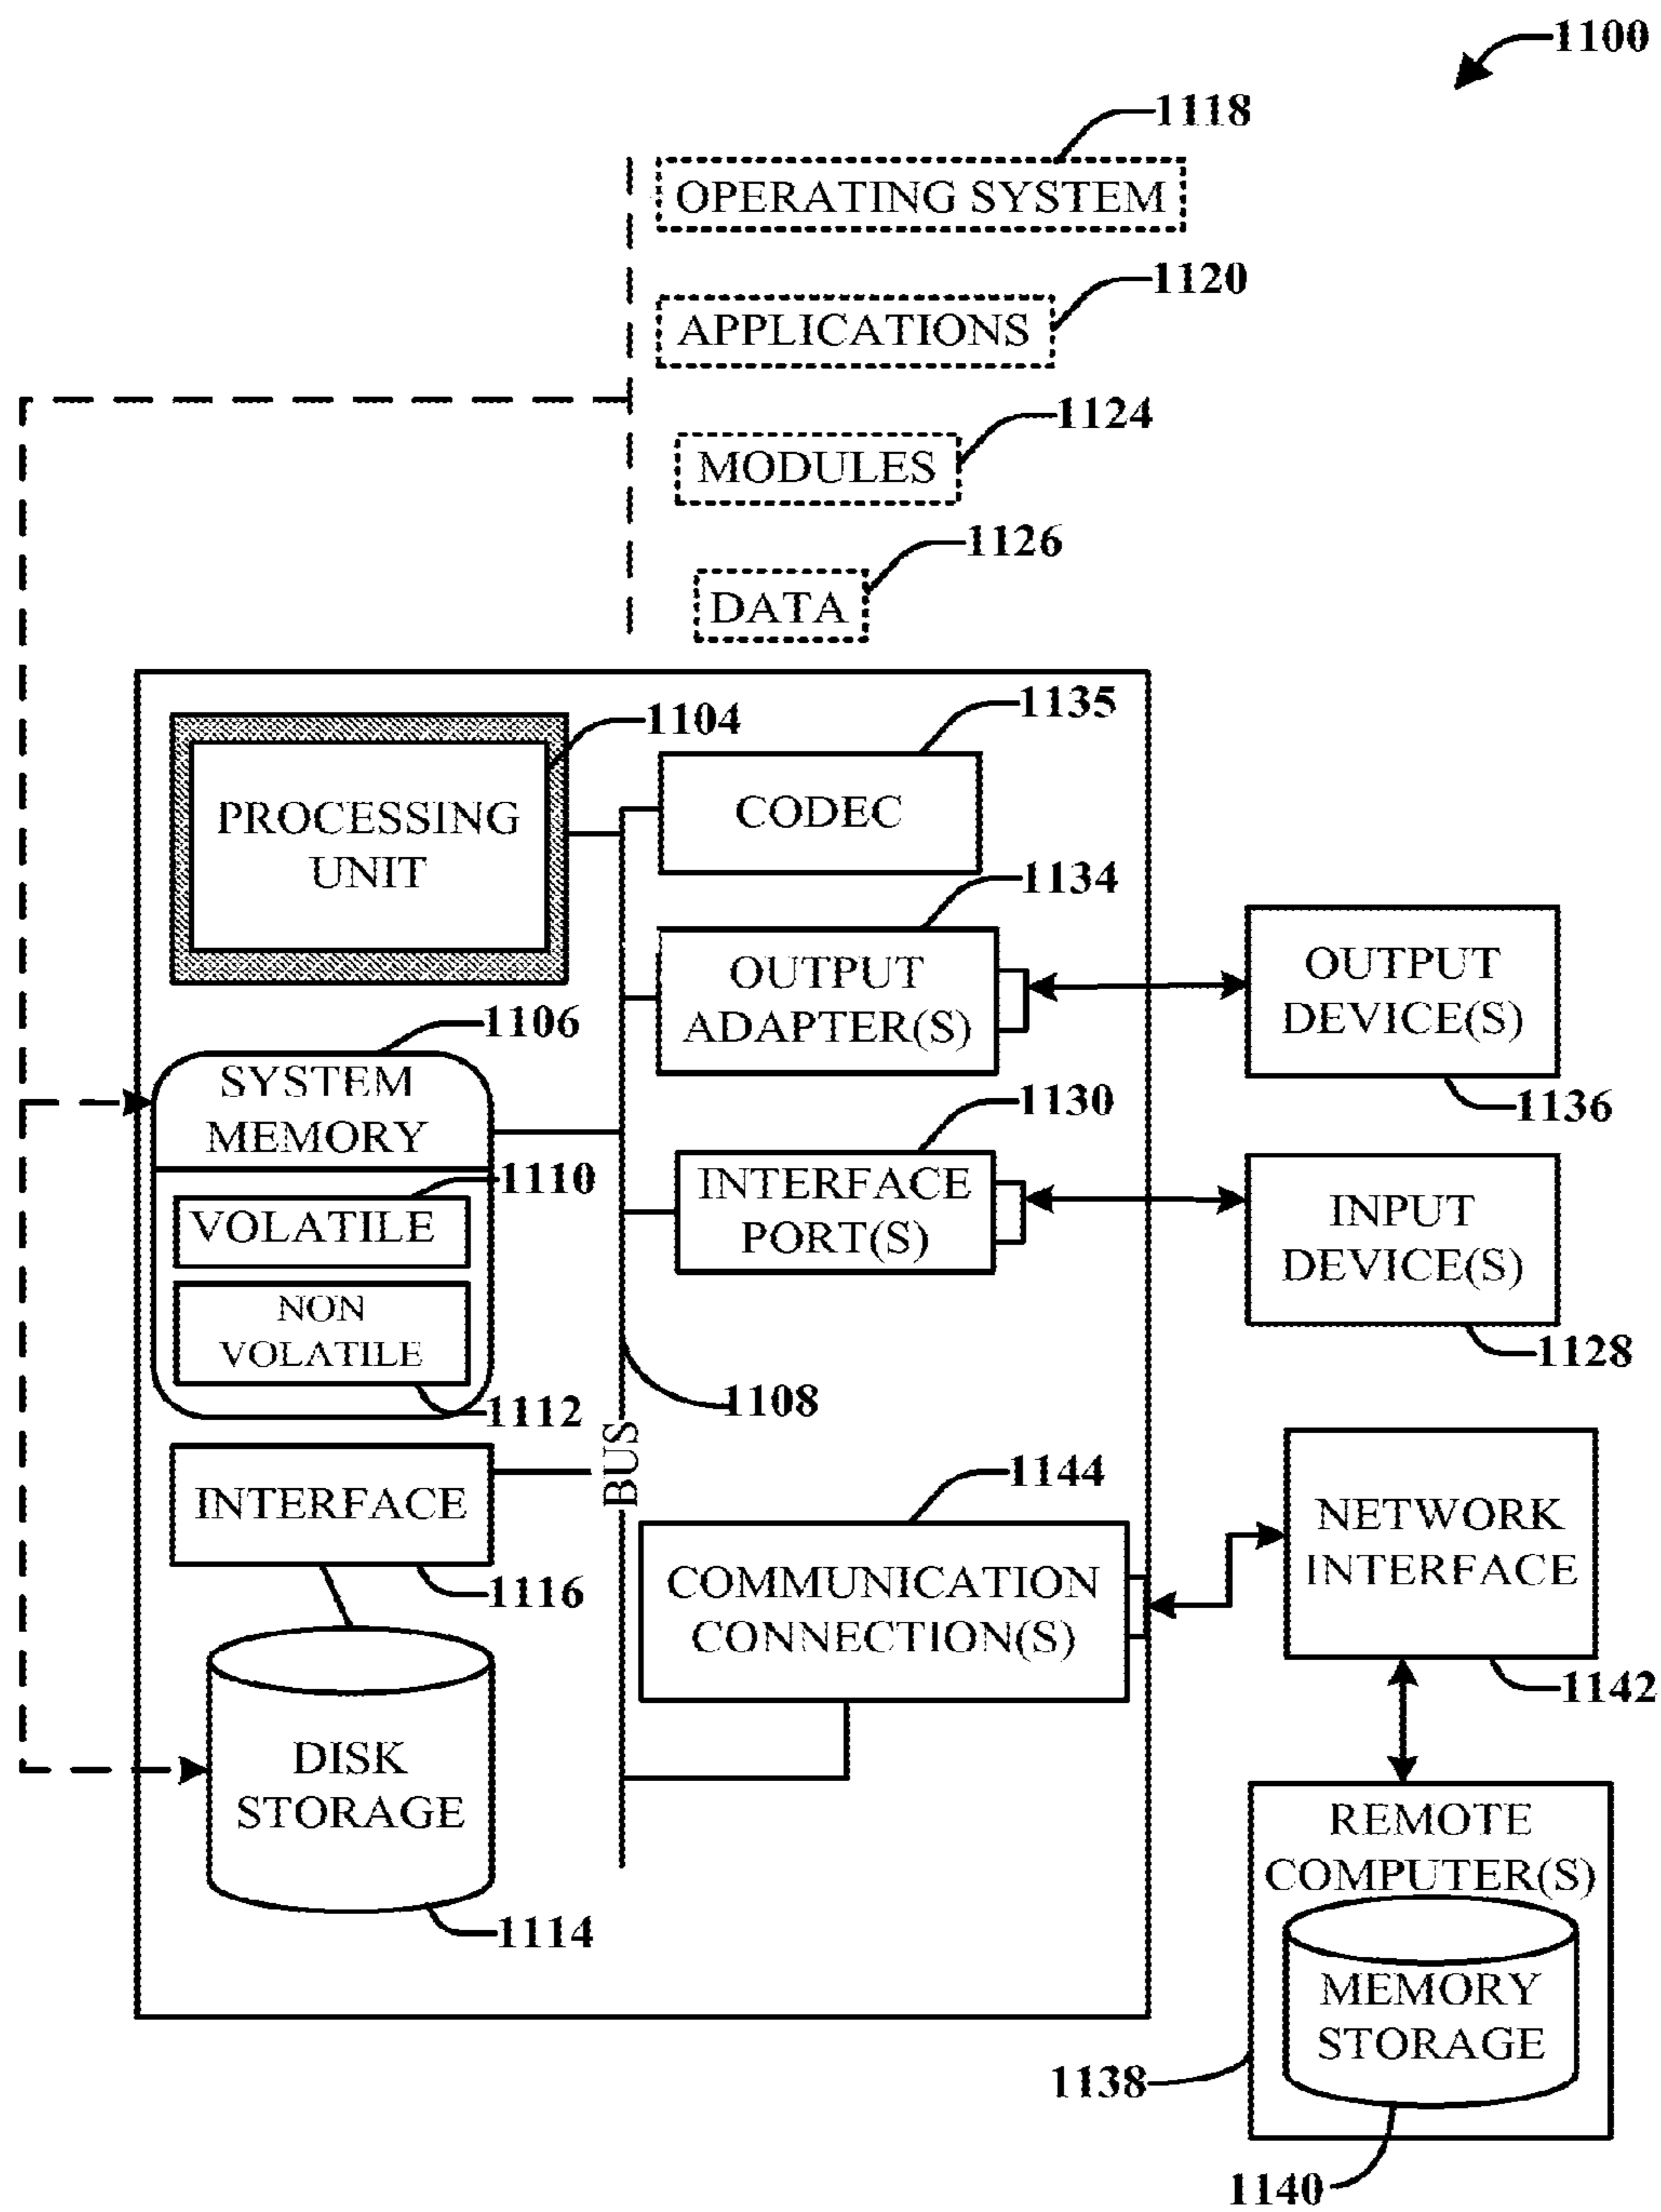 1100
1118
OPERATING SYSTEM
1120
APPLICATIONS
1124
MODULES
1126
DATA
1104
PROCESSING
UNIT
1135
CODEC
1134
OUTPUT
ADAPTER(S)
OUTPUT
DEVICE(S)
1136
1106
SYSTEM
MEMORY
1110
VOLATILE
NON
VOLATILE
1112
1130
INTERFACE
PORT(S)
INPUT
DEVICE(S)
1128
1108
BUS
INTERFACE
1116
1144
COMMUNICATION
CONNECTION(S)
NETWORK
INTERFACE
1142
DISK
STORAGE
1114
REMOTE
COMPUTER(S)
MEMORY
STORAGE
1138
1140